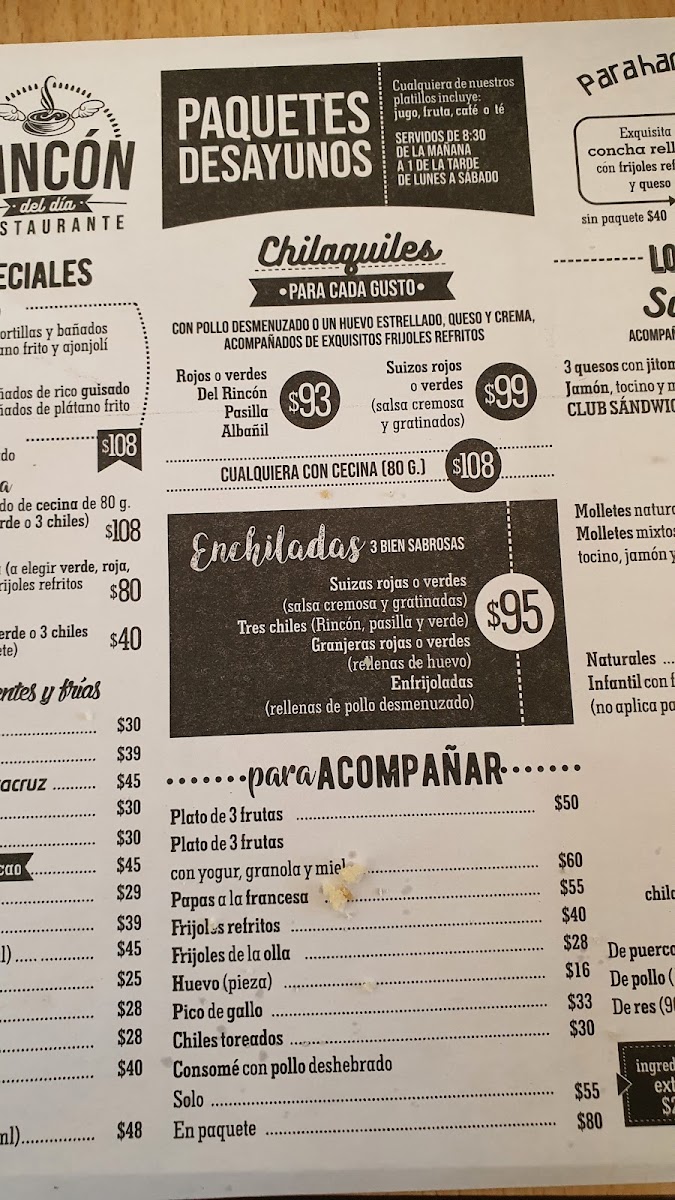 RINCÓN
del día
RESTAURANTE
ortillas y bañados
frito y ajonjolí
de rico guisado
de plátano frito
$108
do de cecina de 80 g.
o 3 chiles)
$108
(a elegir verde, roja,
refritos
$80
o 3 chiles
$40
y frías
$30
$39
$45
$30
$30
$45
$29
$39
$45
$25
$28
$28
$40
$48
PAQUETES
DESAYUNOS
Cualquiera de nuestros
platillos incluye:
jugo, fruta, café o té
SERVIDOS DE 8:30
DE LA MAÑANA
A 1 DE LA TARDE
DE LUNES A SÁBADO
Chilaquiles
•PARA CADA GUSTO•
CON POLLO DESMENUZADO O UN HUEVO ESTRELLADO, QUESO Y CREMA,
ACOMPAÑADOS DE EXQUISITOS FRIJOLES REFRITOS
Rojos o verdes
Del Rincón
Pasilla
Albañil
$93
Suizos rojos
o verdes
(salsa cremosa
y gratinados)
$99
CUALQUIERA CON CECINA (80 G.) $108
Enchiladas 3 BIEN SABROSAS
Suizas rojas o verdes
(salsa cremosa y gratinadas)
Tres chiles (Rincón, pasilla y verde)
Granjeras rojas o verdes
(rellenas de huevo)
Enfrijoladas
(rellenas de pollo desmenuzado)
$95
para ACOMPAÑAR
Plato de 3 frutas $50
Plato de 3 frutas
con yogur, granola y miel $60
Papas a la francesa $55
Frijoles refritos $40
Frijoles de la olla $28
Huevo (pieza) $16
Pico de gallo $33
Chiles toreados $30
Consomé con pollo deshebrado
Solo $55
En paquete $80
Exquisita
concha
con frijoles
y queso
sin paquete $40
3 quesos con
Jamón, tocino y
CLUB
Molletes
Molletes mixtos
tocino, jamón y
Naturales ...
Infantil con
(no aplica
De puerco
De pollo (
De res